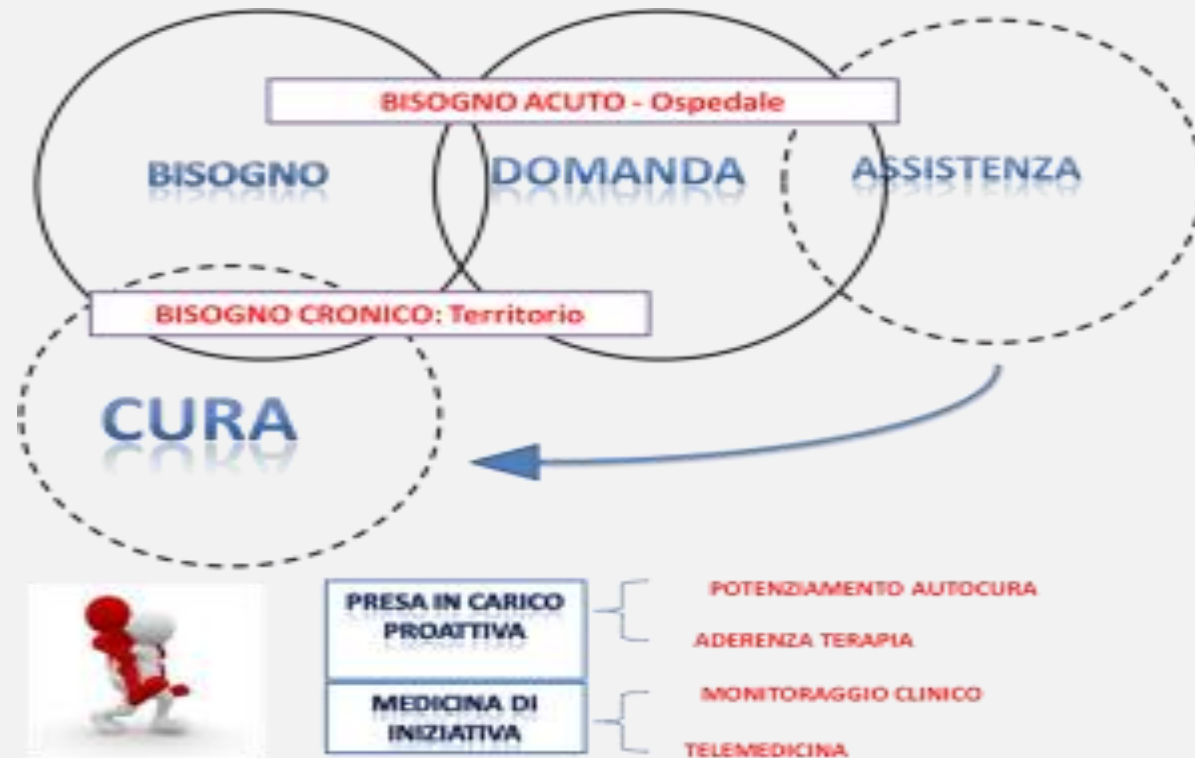 BISOGNO ACUTO - Ospedale
BISOGNO
DOMANDA
ASSISTENZA
BISOGNO CRONICO: Territorio
CURA
PRESA IN CARICO
PROATTIVA
POTENZIAMENTO AUTOCURA
ADERENZA TERAPIA
MEDICINA DI
INIZIATIVA
MONITORAGGIO CLINICO
TELEMEDICINA